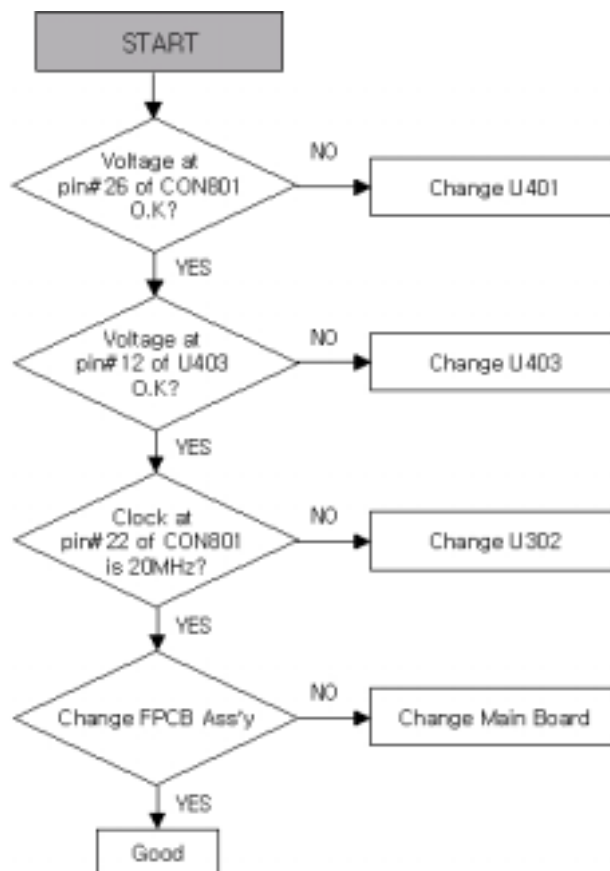 START
Voltage at
pin#26 of CON801
O.K?
NO
Change U401
YES
Voltage at
pin#12 of U403
O.K?
NO
Change U403
YES
Clock at
pin#22 of CON801
is 20MHz?
NO
Change U302
YES
Change FPCB Ass'y
NO
Change Main Board
YES
Good